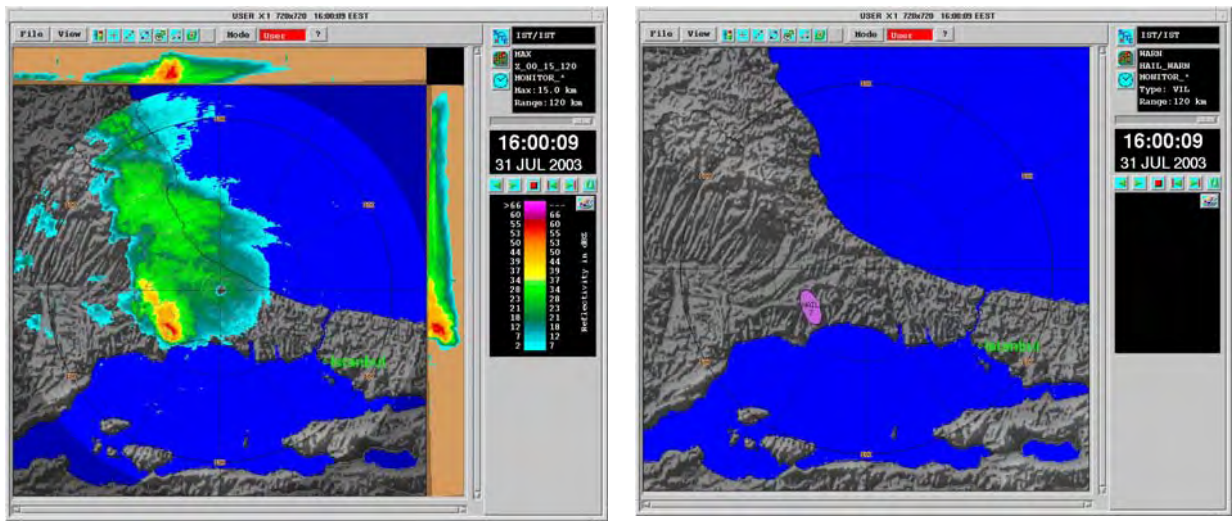 USER X1 720x720 16:00:09 EEST
File View Mode User ?
IST/IST
MAX
Z_00_15_120
MONITOR_*
Max:15.0 km
Range:120 km
16:00:09
31 JUL 2003
>66 ---
60 66
55 60
53 55
50 53
44 50
39 44
37 39
34 37
28 34
23 28
21 23
18 21
12 18
7 12
2 7
Reflectivity in dBZ
Istanbul
USER X1 720x720 16:00:09 EEST
File View Mode User ?
IST/IST
WARN
HAIL_WARN
MONITOR_*
Type: VIL
Range:120 km
16:00:09
31 JUL 2003
HAIL
Istanbul